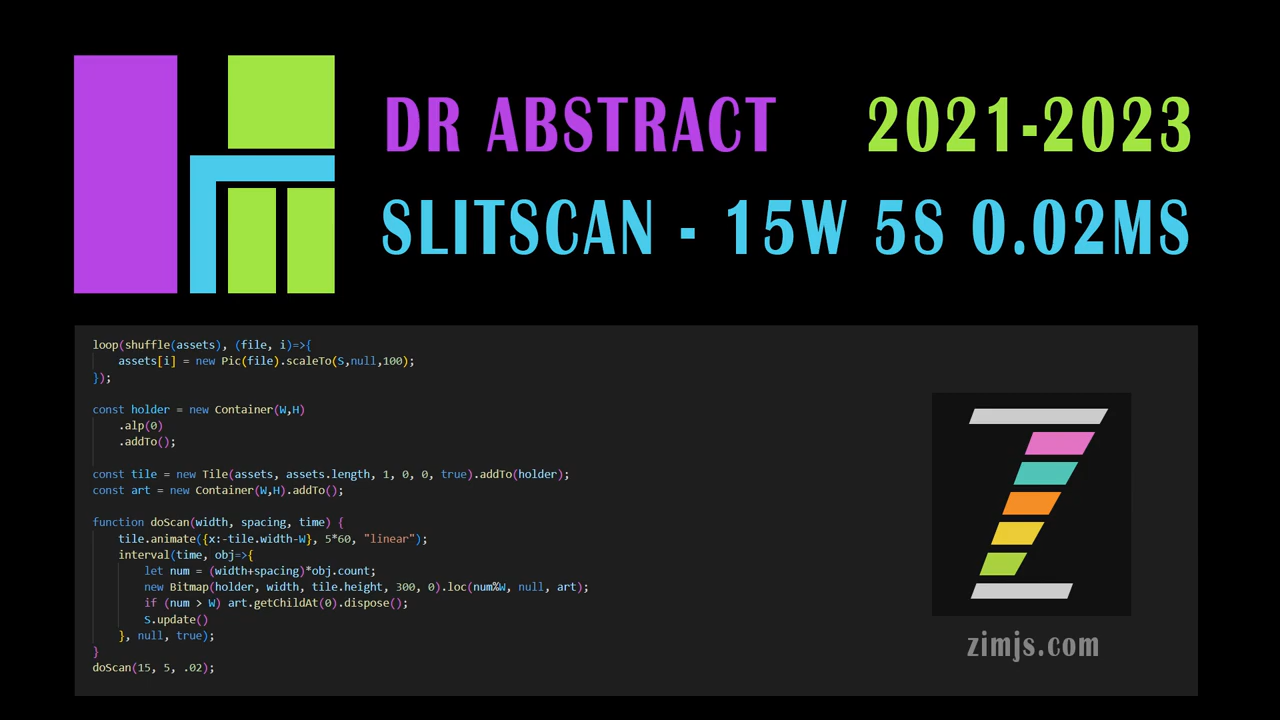 DR ABSTRACT 2021-2023
SLITSCAN - 15W 5S 0.02MS
loop(shuffle(assets), (file, i)=>{
    assets[i] = new Pic(file).scaleTo(S,null,100);
});

const holder = new Container(W,H)
    .alp(0)
    .addTo();

const tile = new Tile(assets, assets.length, 1, 0, 0, true).addTo(holder);
const art = new Container(W,H).addTo();

function doScan(width, spacing, time) {
    tile.animate({x:-tile.width-W}, 5*60, "linear");
    interval(time, obj=>{
        let num = (width+spacing)*obj.count;
        new Bitmap(holder, width, tile.height, 300, 0).loc(num%W, null, art);
        if (num > W) art.getChildAt(0).dispose();
        S.update()
    }, null, true);
}
doScan(15, 5, .02);
zimjs.com